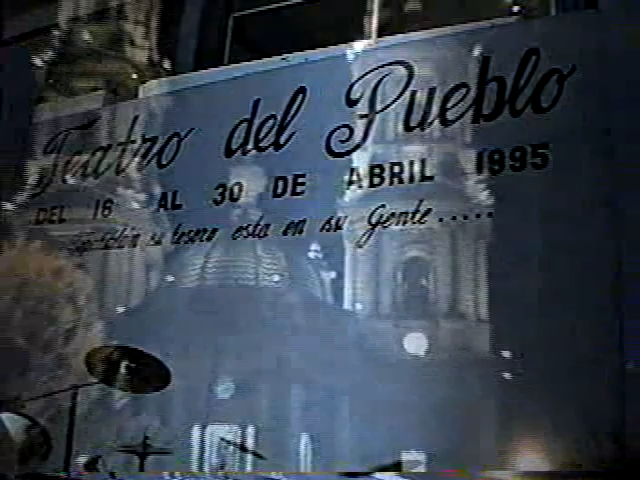 Teatro del Pueblo
DEL 16 AL 30 DE ABRIL 1995
su tesoro esta en su Gente.....